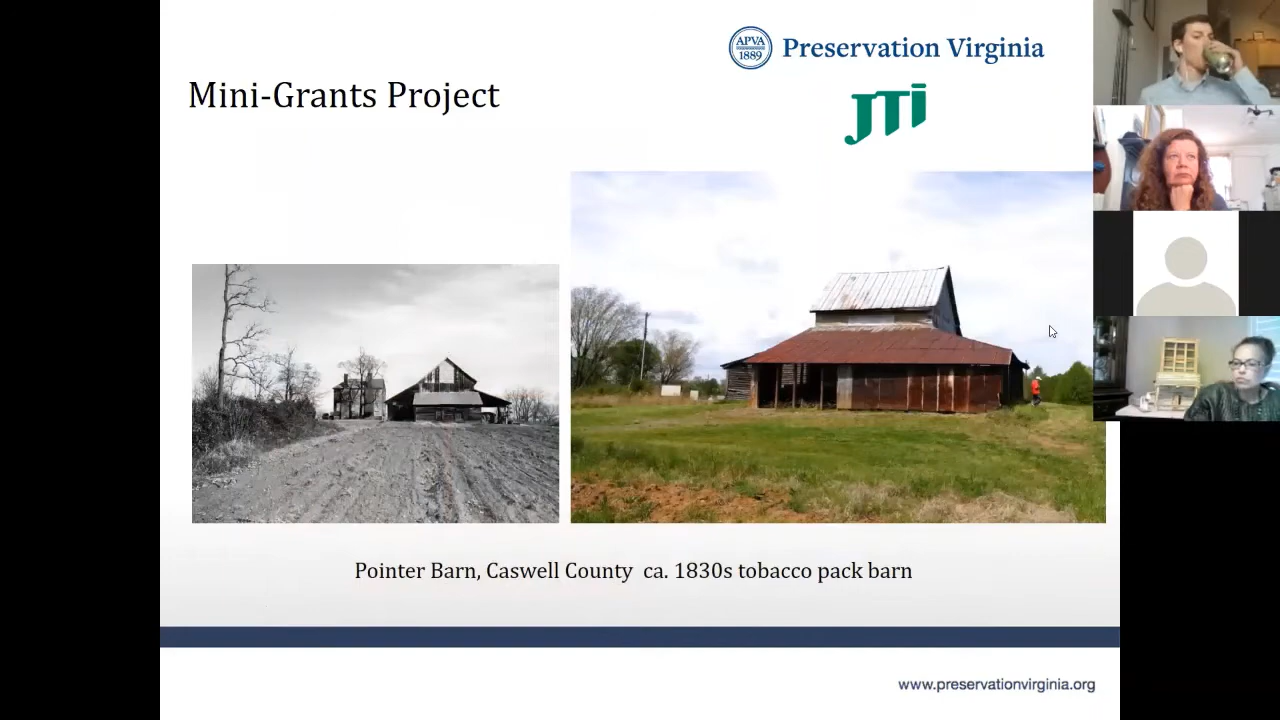 APVA
1889
Preservation Virginia
JTi
Mini-Grants Project
Pointer Barn, Caswell County  ca. 1830s tobacco pack barn
www.preservationvirginia.org